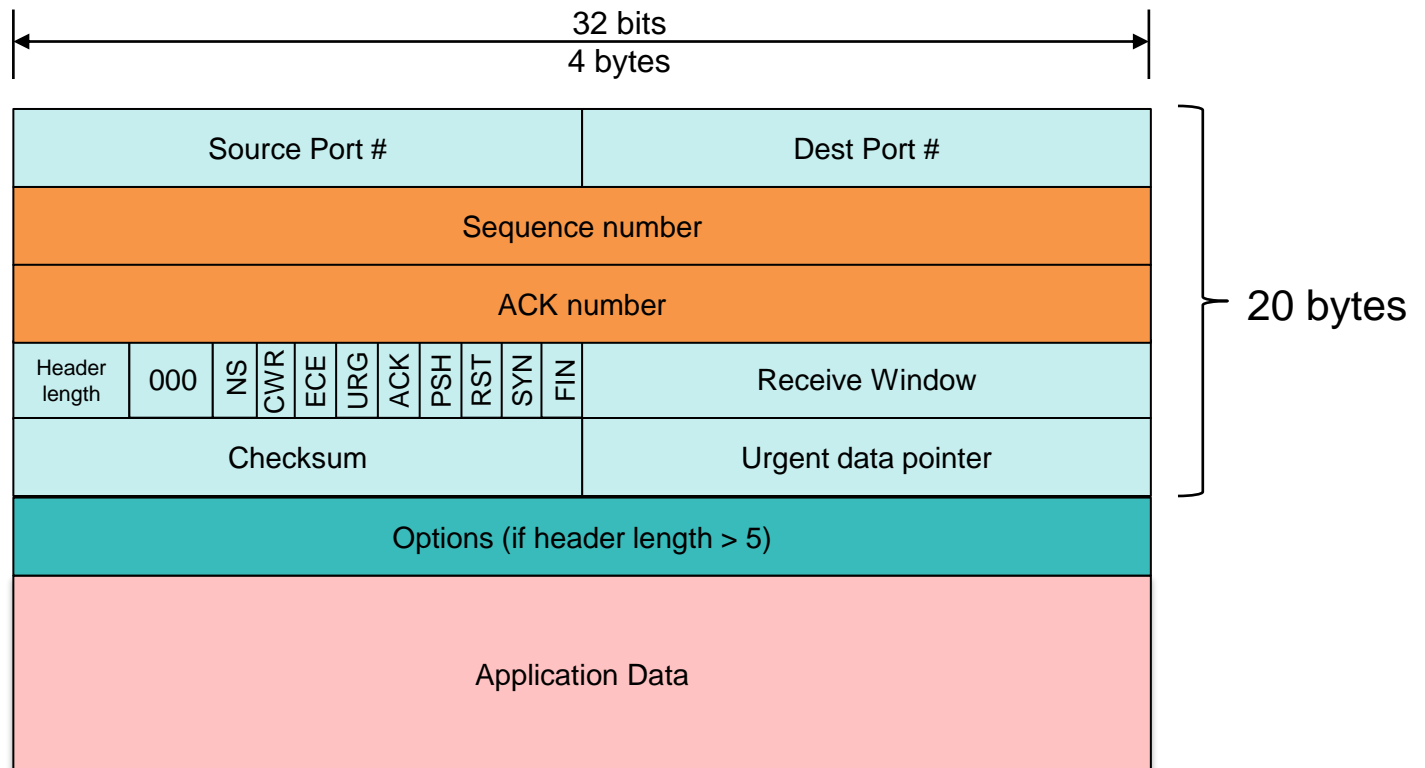 32 bits
4 bytes
Source Port #
Dest Port #
Sequence number
ACK number
20 bytes
Header
length
000
NS
CWR
ECE
URG
ACK
PSH
RST
SYN
FIN
Receive Window
Checksum
Urgent data pointer
Options (if header length > 5)
Application Data